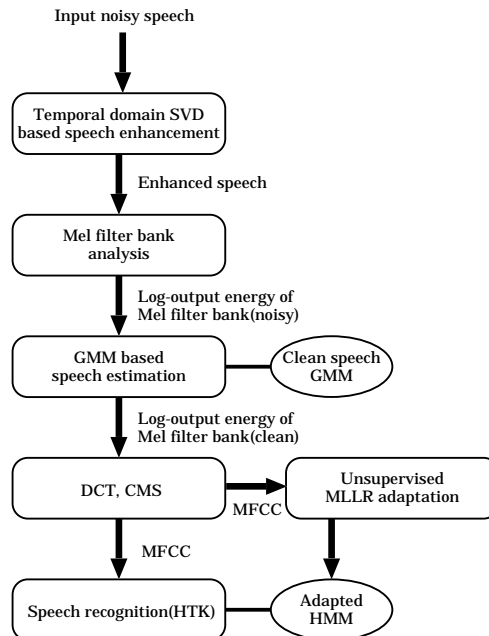 Input noisy speech
Temporal domain SVD
based speech enhancement
Enhanced speech
Mel filter bank
analysis
Log-output energy of
Mel filter bank(noisy)
GMM based
speech estimation
Clean speech
GMM
Log-output energy of
Mel filter bank(clean)
DCT, CMS
MFCC
Unsupervised
MLLR adaptation
MFCC
Speech recognition(HTK)
Adapted
HMM